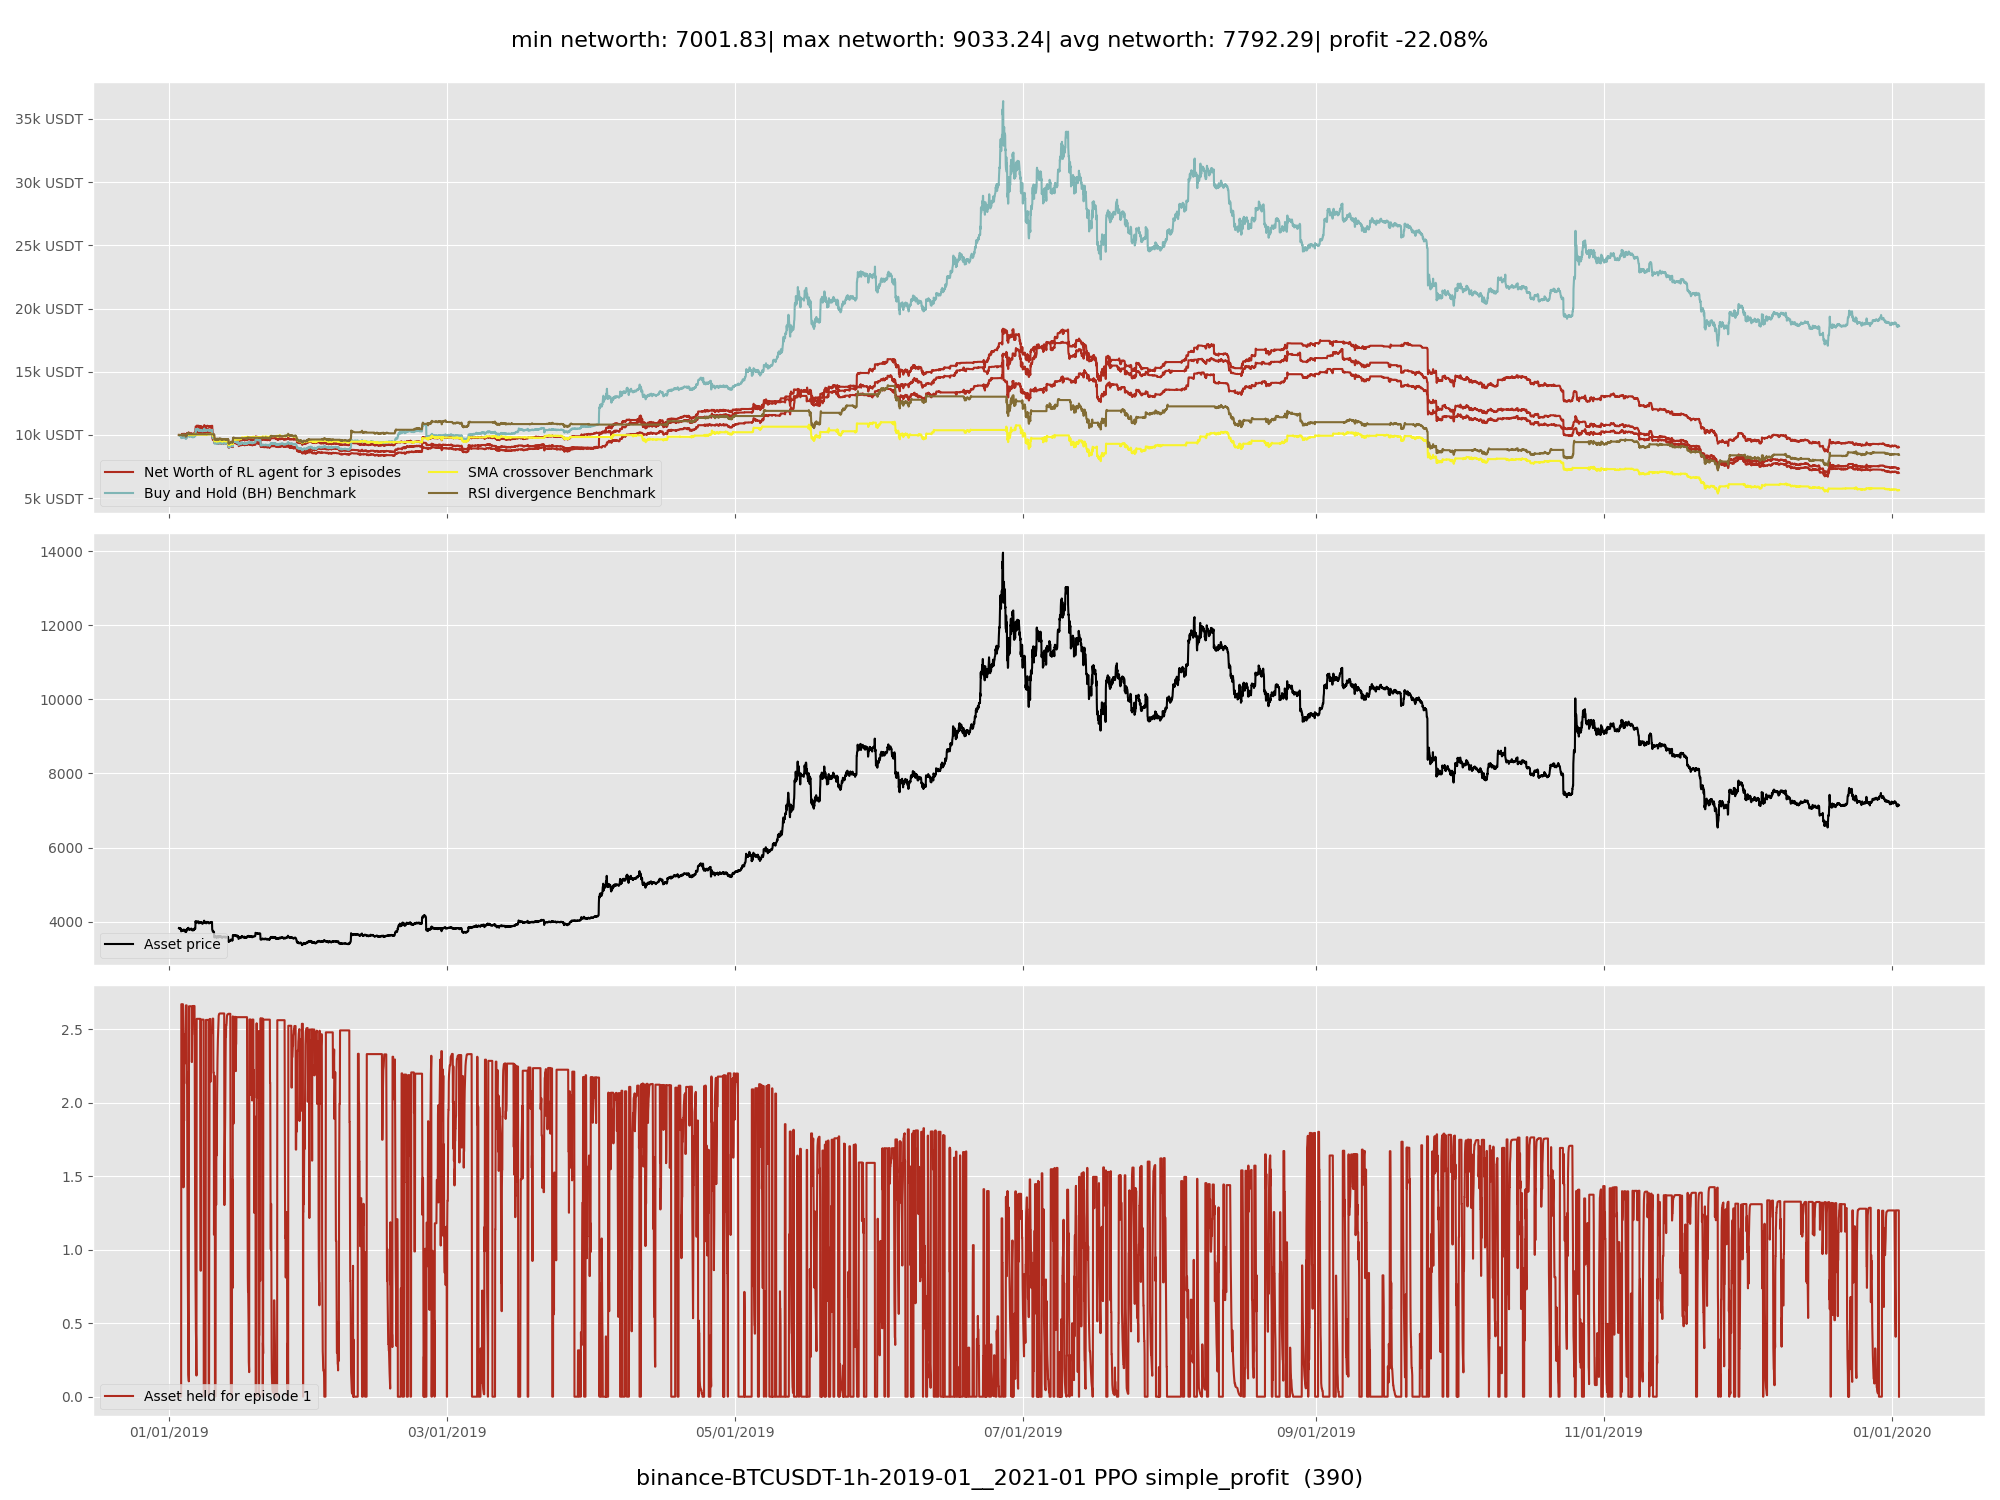 min networth: 7001.83| max networth: 9033.24| avg networth: 7792.29| profit -22.08%
35k USDT
30k USDT
25k USDT
20k USDT
15k USDT
10k USDT
5k USDT
Net Worth of RL agent for 3 episodes
Buy and Hold (BH) Benchmark
SMA crossover Benchmark
RSI divergence Benchmark
14000
12000
10000
8000
6000
4000
Asset price
2.5
2.0
1.5
1.0
0.5
0.0
Asset held for episode 1
01/01/2019 03/01/2019 05/01/2019 07/01/2019 09/01/2019 11/01/2019 01/01/2020
binance-BTCUSDT-1h-2019-01__2021-01 PPO simple_profit (390)